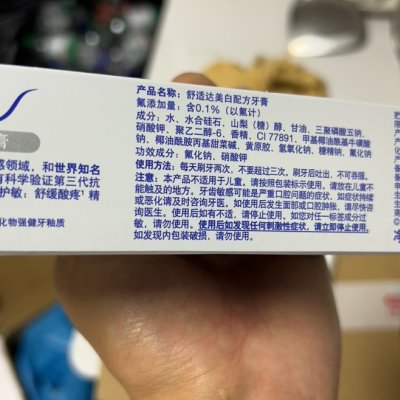 膏
感领域，和世界知名
有科学验证第三代抗
护敏：舒缓酸疼¹ 精
化物强健牙釉质
产品名称：舒适达美白配方牙膏
氟添加量：含0.1%（以氟计）
成分：水、水合硅石、山梨（糖）醇、甘油、三聚磷酸五钠、
硝酸钾、聚乙二醇-6、香精、CI 77891、甲基椰油酰基牛磺酸
钠、椰油酰胺丙基甜菜碱、黄原胶、氢氧化钠、糖精钠、氟化钠
功效成分：氟化钠、硝酸钾
使用方法：每天刷牙两次，不要超过三次，刷牙后吐出，不可吞服。
注意：本产品不适用于儿童。请按照包装标示使用。请放在儿童不
能触及的地方。牙齿敏感可能是严重口腔问题的症状，如症状持续
或恶化请及时咨询牙医。如使用后发生面部或口腔肿胀，请尽快咨
询医生。使用后如有不适，请停止使用。如您对任一标签成分过
敏，请勿使用。使用后如发现任何刺激性症状，请立即停止使用。
如发现内包装破损，请勿使用。